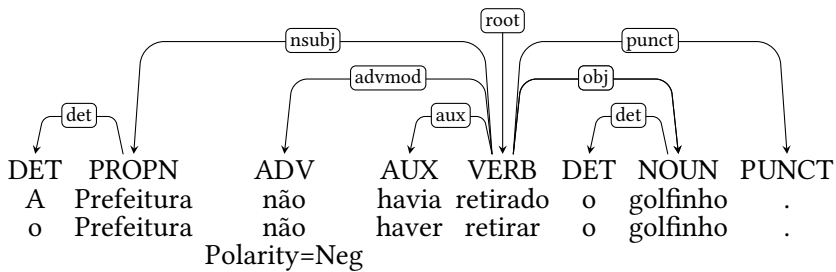 root
nsubj punct
advmod obj
det aux det
DET PROPN ADV AUX VERB DET NOUN PUNCT
A Prefeitura não havia retirado o golfinho .
o Prefeitura não haver retirar o golfinho .
Polarity=Neg